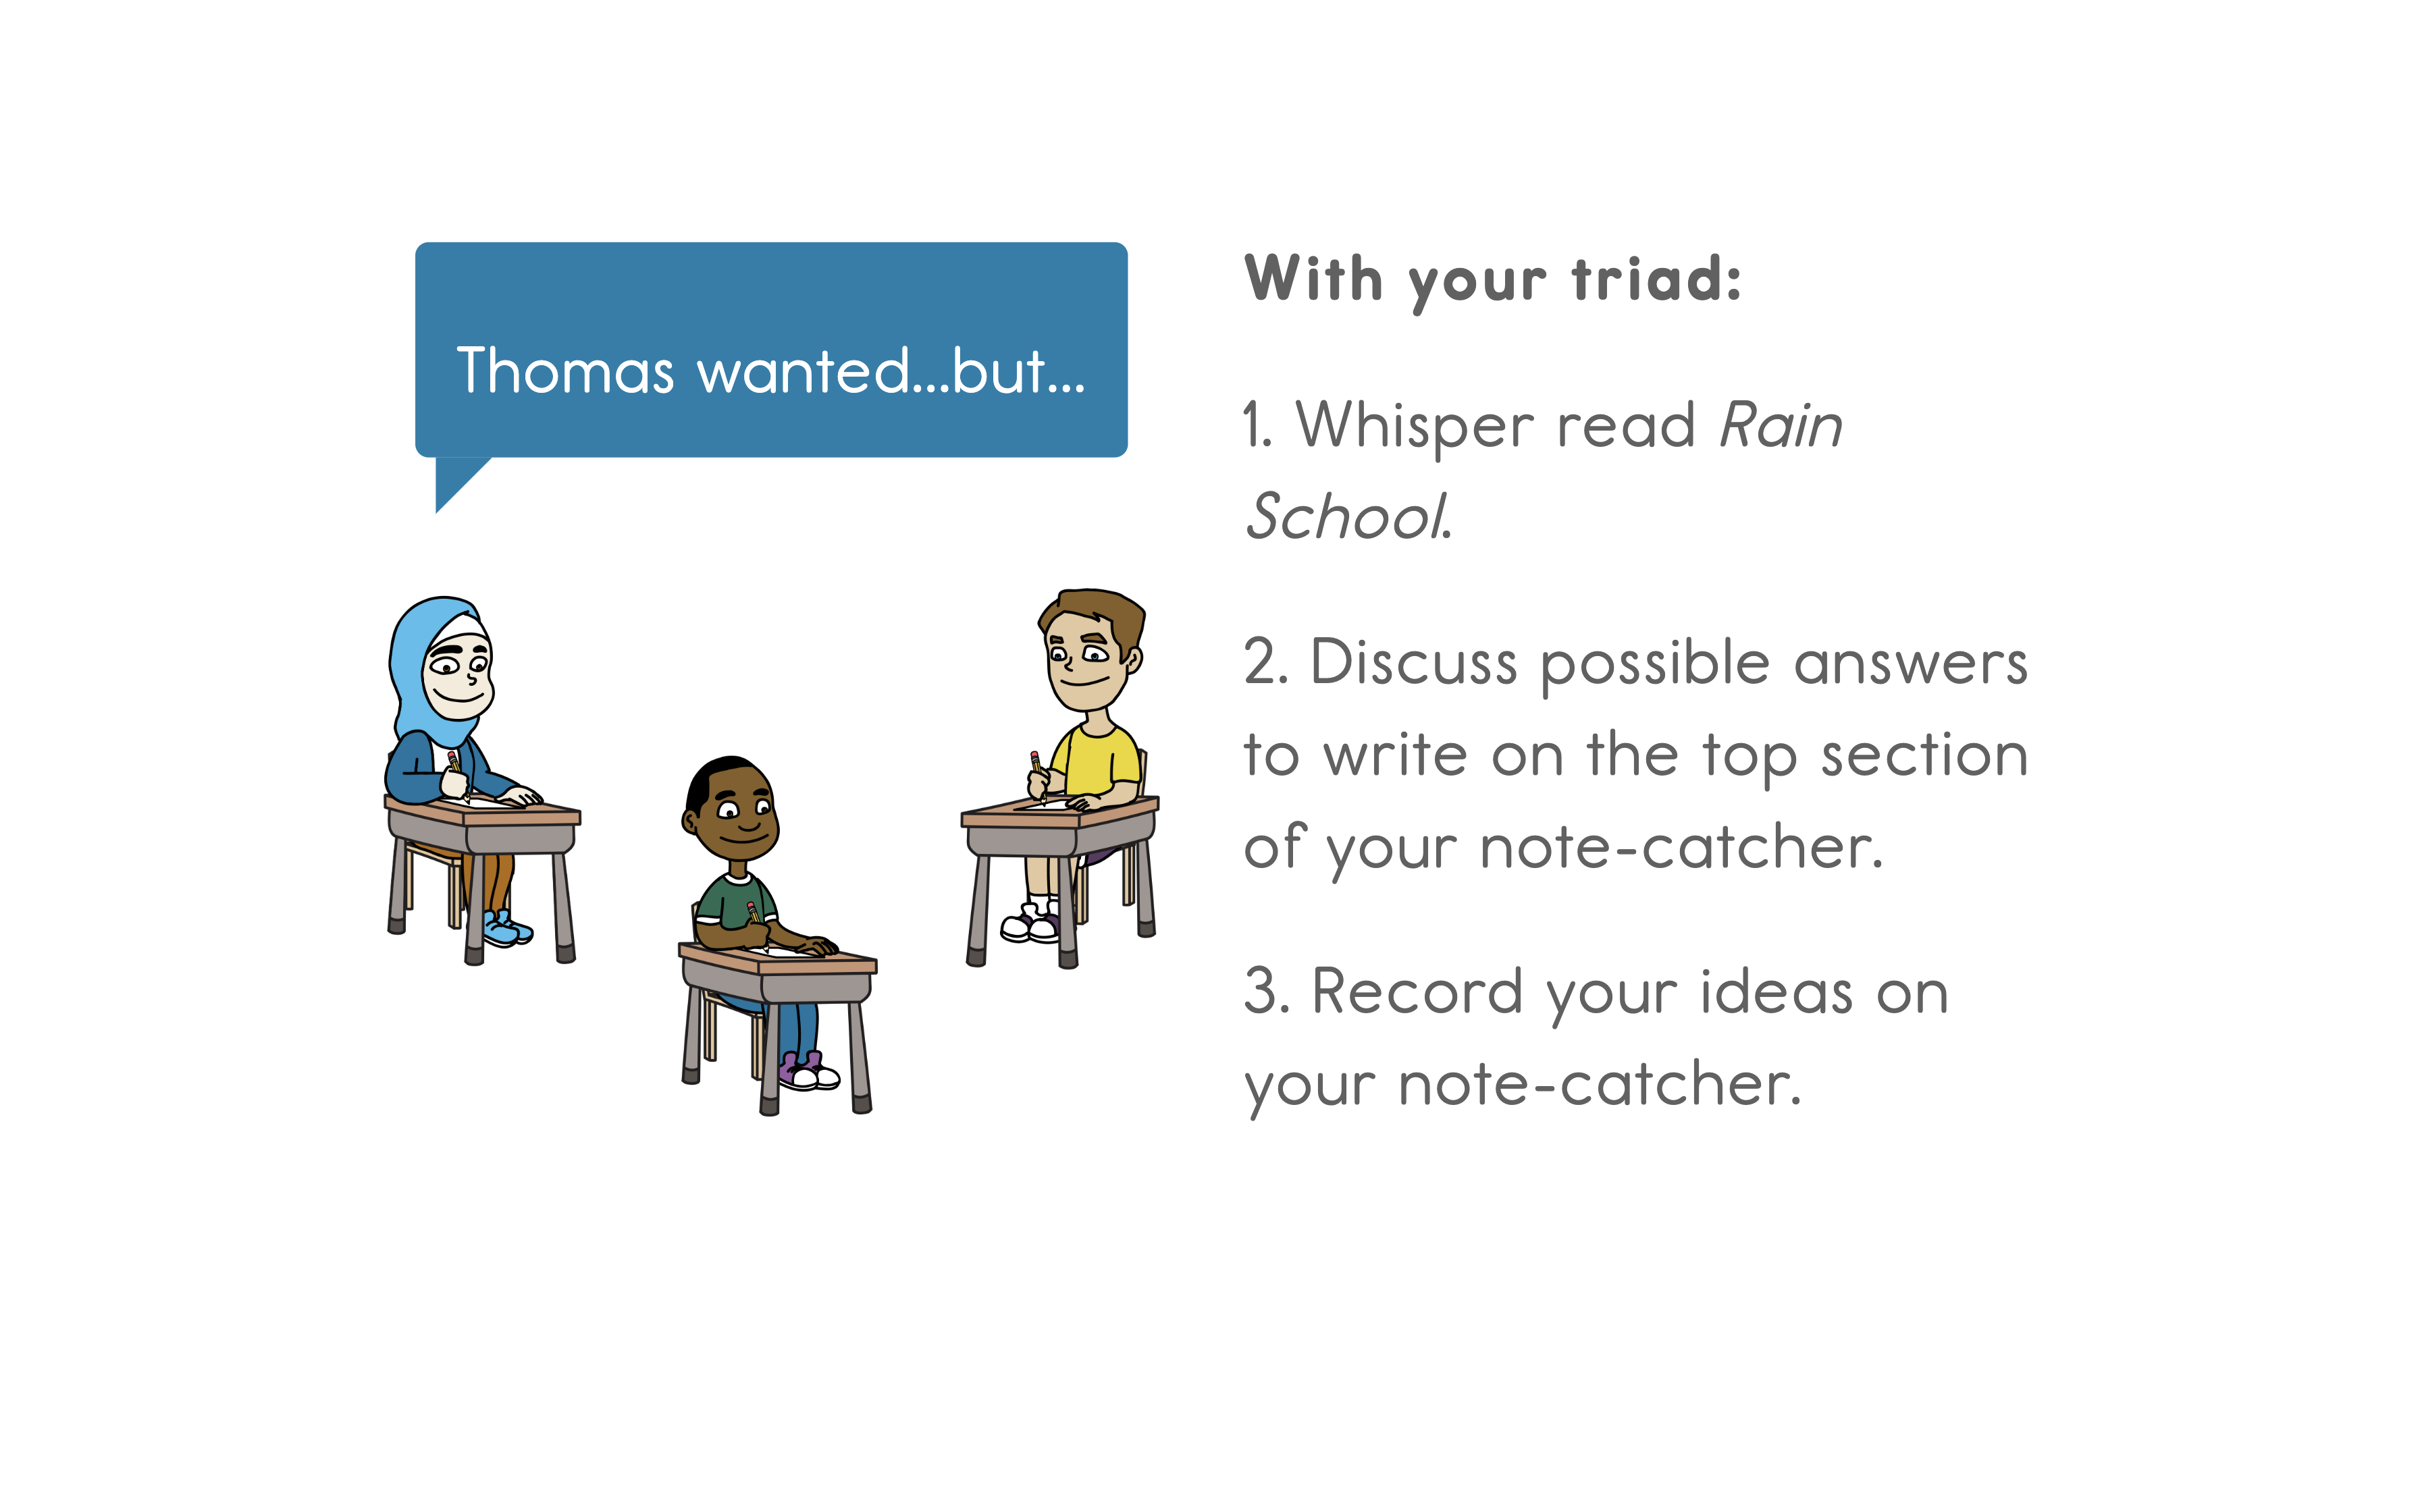 Thomas wanted...but...
With your triad:
1. Whisper read Rain
School.
2. Discuss possible answers
to write on the top section
of your note-catcher.
3. Record your ideas on
your note-catcher.